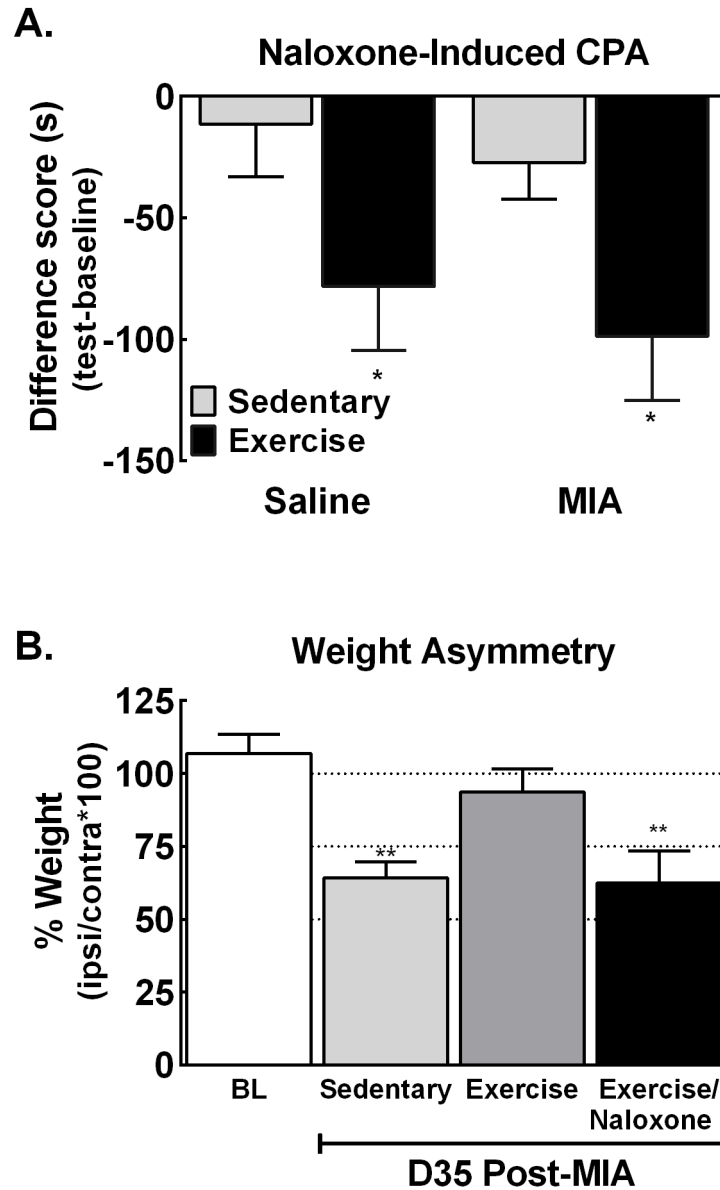 A.
Naloxone-Induced CPA
Difference score (s)
(test-baseline)
0
-50
-100
-150
*
*
Sedentary
Exercise
Saline
MIA
B.
Weight Asymmetry
% Weight
(ipsi/contra*100)
125
100
75
50
25
0
**
**
BL
Sedentary
Exercise
Exercise/
Naloxone
D35 Post-MIA